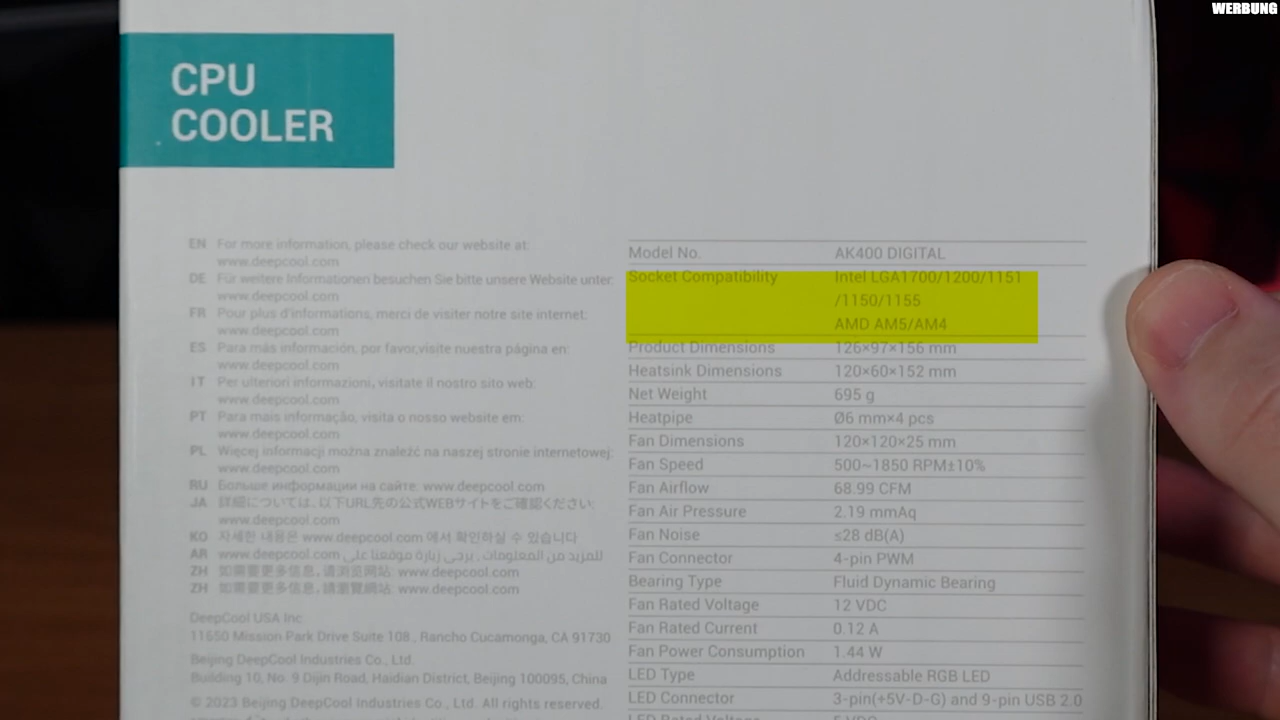 WERBUNG
CPU
COOLER
EN For more information, please check our website at:
www.deepcool.com
DE Für weitere Informationen besuchen Sie bitte unsere Website unter:
www.deepcool.com
FR Pour plus d'informations, merci de visiter notre site internet:
www.deepcool.com
ES Para más información, por favor,visite nuestra página en:
www.deepcool.com
IT Per ulteriori informazioni, visitate il nostro sito web:
www.deepcool.com
PT Para mais informação, visita o nosso website em:
www.deepcool.com
PL Więcej informacji można znaleźć na naszej stronie internetowej:
www.deepcool.com
RU Больше информации на сайте: www.deepcool.com
JA 詳細については、以下URL先の公式WEBサイトをご確認ください:
www.deepcool.com
KO 자세한 내용은 www.deepcool.com 에서 확인하실 수 있습니다
AR للمزيد من المعلومات . يرجى زيارة موقعنا على www.deepcool.com
ZH 如需要更多信息，请浏览网站: www.deepcool.com
ZH 如需要更多信息，請瀏覽網站: www.deepcool.com
DeepCool USA Inc
11650 Mission Park Drive Suite 108 , Rancho Cucamonga, CA 91730
Beijing DeepCool Industries Co., Ltd.
Building 10, No. 9 Dijin Road, Haidian District, Beijing 100095, China
© 2023 Beijing DeepCool Industries Co., Ltd. All rights reserved.
Model No. AK400 DIGITAL
Socket Compatibility Intel LGA1700/1200/1151
/1150/1155
AMD AM5/AM4
Product Dimensions 126×97×156 mm
Heatsink Dimensions 120×60×152 mm
Net Weight 695 g
Heatpipe Ø6 mm×4 pcs
Fan Dimensions 120×120×25 mm
Fan Speed 500~1850 RPM±10%
Fan Airflow 68.99 CFM
Fan Air Pressure 2.19 mmAq
Fan Noise ≤28 dB(A)
Fan Connector 4-pin PWM
Bearing Type Fluid Dynamic Bearing
Fan Rated Voltage 12 VDC
Fan Rated Current 0.12 A
Fan Power Consumption 1.44 W
LED Type Addressable RGB LED
LED Connector 3-pin(+5V-D-G) and 9-pin USB 2.0
LED Rated Voltage 5 VDC